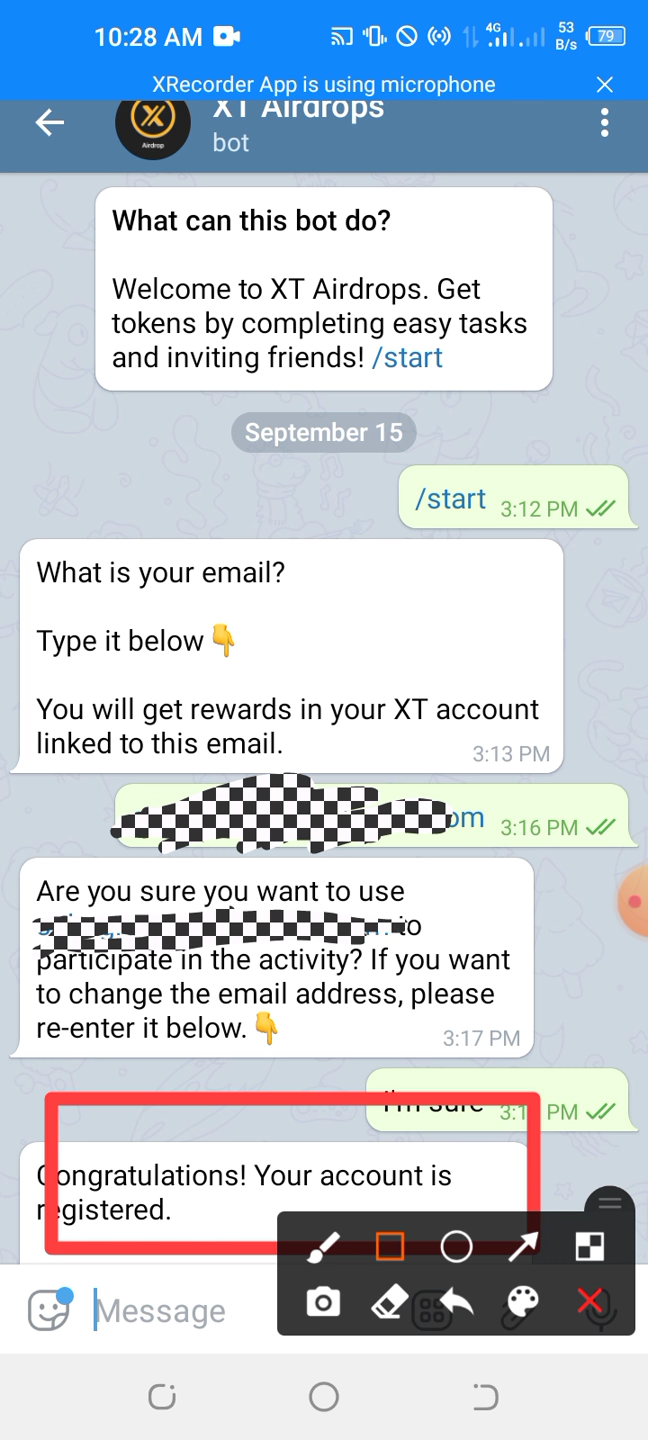 10:28 AM
4G
53
B/s
79
XRecorder App is using microphone
XT Airdrops
Airdrop
bot
What can this bot do?
Welcome to XT Airdrops. Get
tokens by completing easy tasks
and inviting friends! /start
September 15
/start 3:12 PM
What is your email?
Type it below👇
You will get rewards in your XT account
linked to this email. 3:13 PM
3:16 PM
Are you sure you want to use
to
participate in the activity? If you want
to change the email address, please
re-enter it below.👇 3:17 PM
I'm sure PM
Congratulations! Your account is
registered.
Message